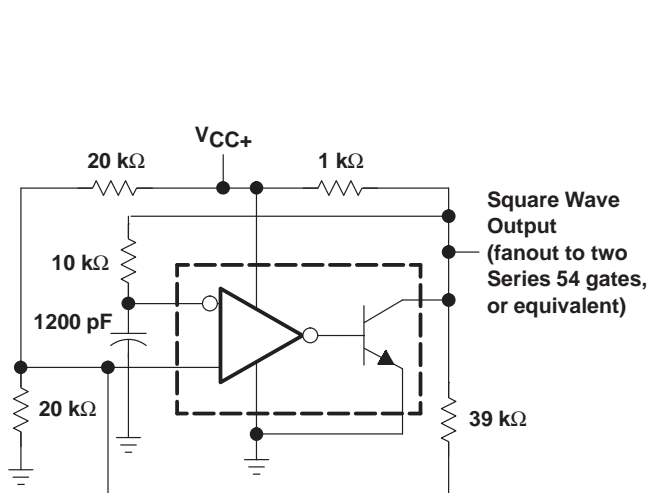 VCC+
20 kΩ
1 kΩ
Square Wave
Output
(fanout to two
Series 54 gates,
or equivalent)
10 kΩ
1200 pF
20 kΩ
39 kΩ